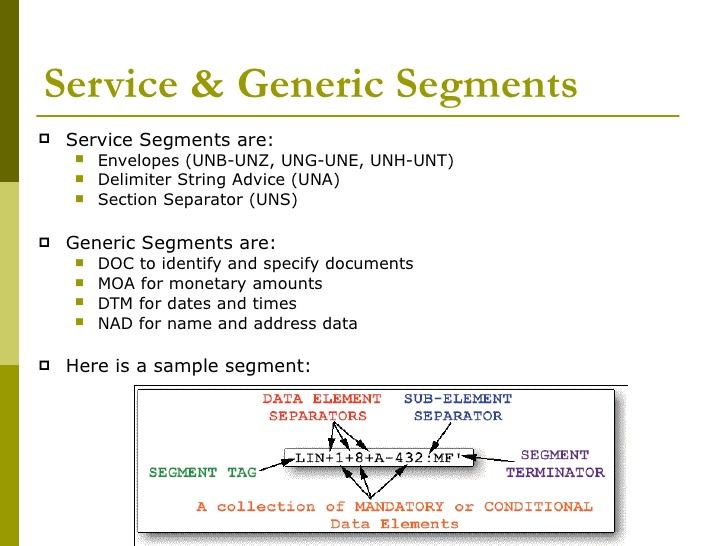 Service & Generic Segments
Service Segments are:
Envelopes (UNB-UNZ, UNG-UNE, UNH-UNT)
Delimiter String Advice (UNA)
Section Separator (UNS)
Generic Segments are:
DOC to identify and specify documents
MOA for monetary amounts
DTM for dates and times
NAD for name and address data
Here is a sample segment:
DATA ELEMENT SEPARATORS
SUB-ELEMENT SEPARATOR
LIN+1+8+A-432:MF'
SEGMENT TAG
SEGMENT TERMINATOR
A collection of MANDATORY or CONDITIONAL
Data Elements